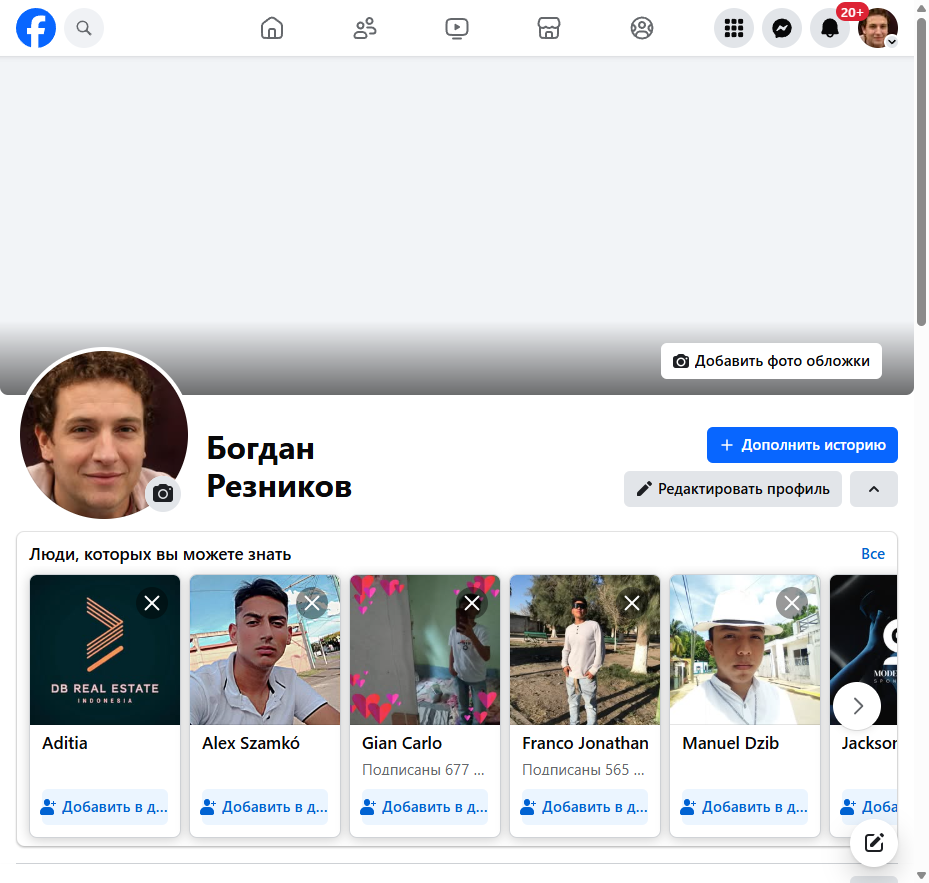 20+
Добавить фото обложки
Богдан
Резников
Дополнить историю
Редактировать профиль
Люди, которых вы можете знать
Все
DB REAL ESTATE
INDONESIA
Aditia
Alex Szamkó
Gian Carlo
Franco Jonathan
Manuel Dzib
Подписаны 677 ...
Подписаны 565 ...
Добавить в д...
Добавить в д...
Добавить в д...
Добавить в д...
Добавить в д...